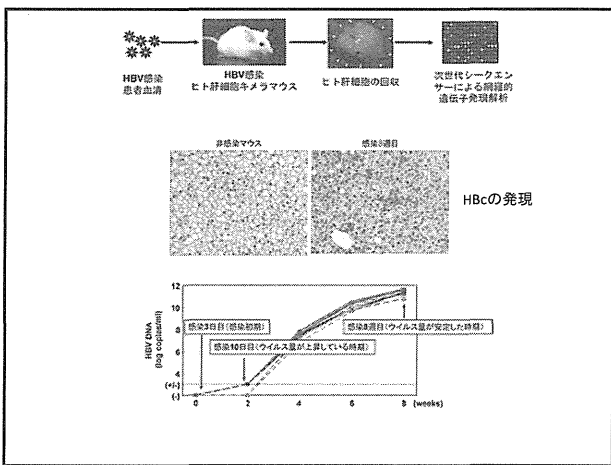 HBV感染
患者血清
HBV感染
ヒト肝細胞キメラマウス
ヒト肝細胞の回収
次世代シークエン
サーによる網羅的
遺伝子発現解析
非感染マウス
感染8週目
HBcの発現
HBV DNA
(log copies/ml)
12
10
8
6
4
(+/-)
(-)
感染3日目(感染初期)
感染10日目(ウイルス量が上昇している時期)
感染8週目(ウイルス量が安定した時期)
0 2 4 6 8 (weeks)